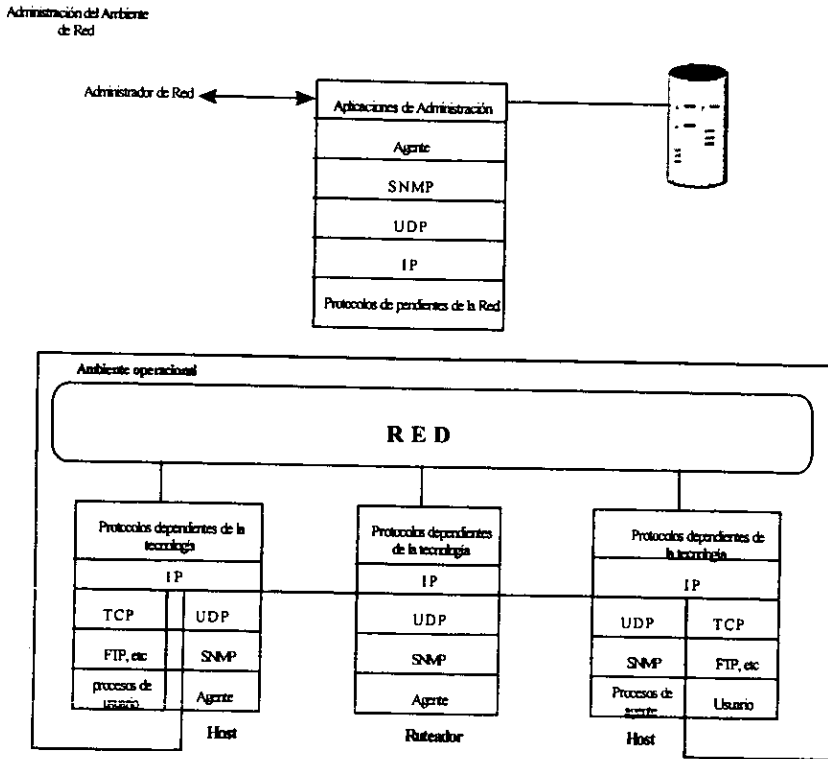 Administración del Ambiente
de Red
Administrador de Red
Aplicaciones de Administración
Agente
SNMP
UDP
IP
Protocolos de pendientes de la Red
Ambiente operacional
RED
Protocolos dependientes de la
tecnología
IP
TCP
UDP
FTP, etc
SNMP
procesos de
usuario
Agente
Host
Protocolos dependientes
de la tecnología
IP
UDP
SNMP
Agente
Ruteador
Protocolos dependientes de
la tecnología
IP
UDP
TCP
SNMP
FTP, etc
Procesos de
agente
Usuario
Host